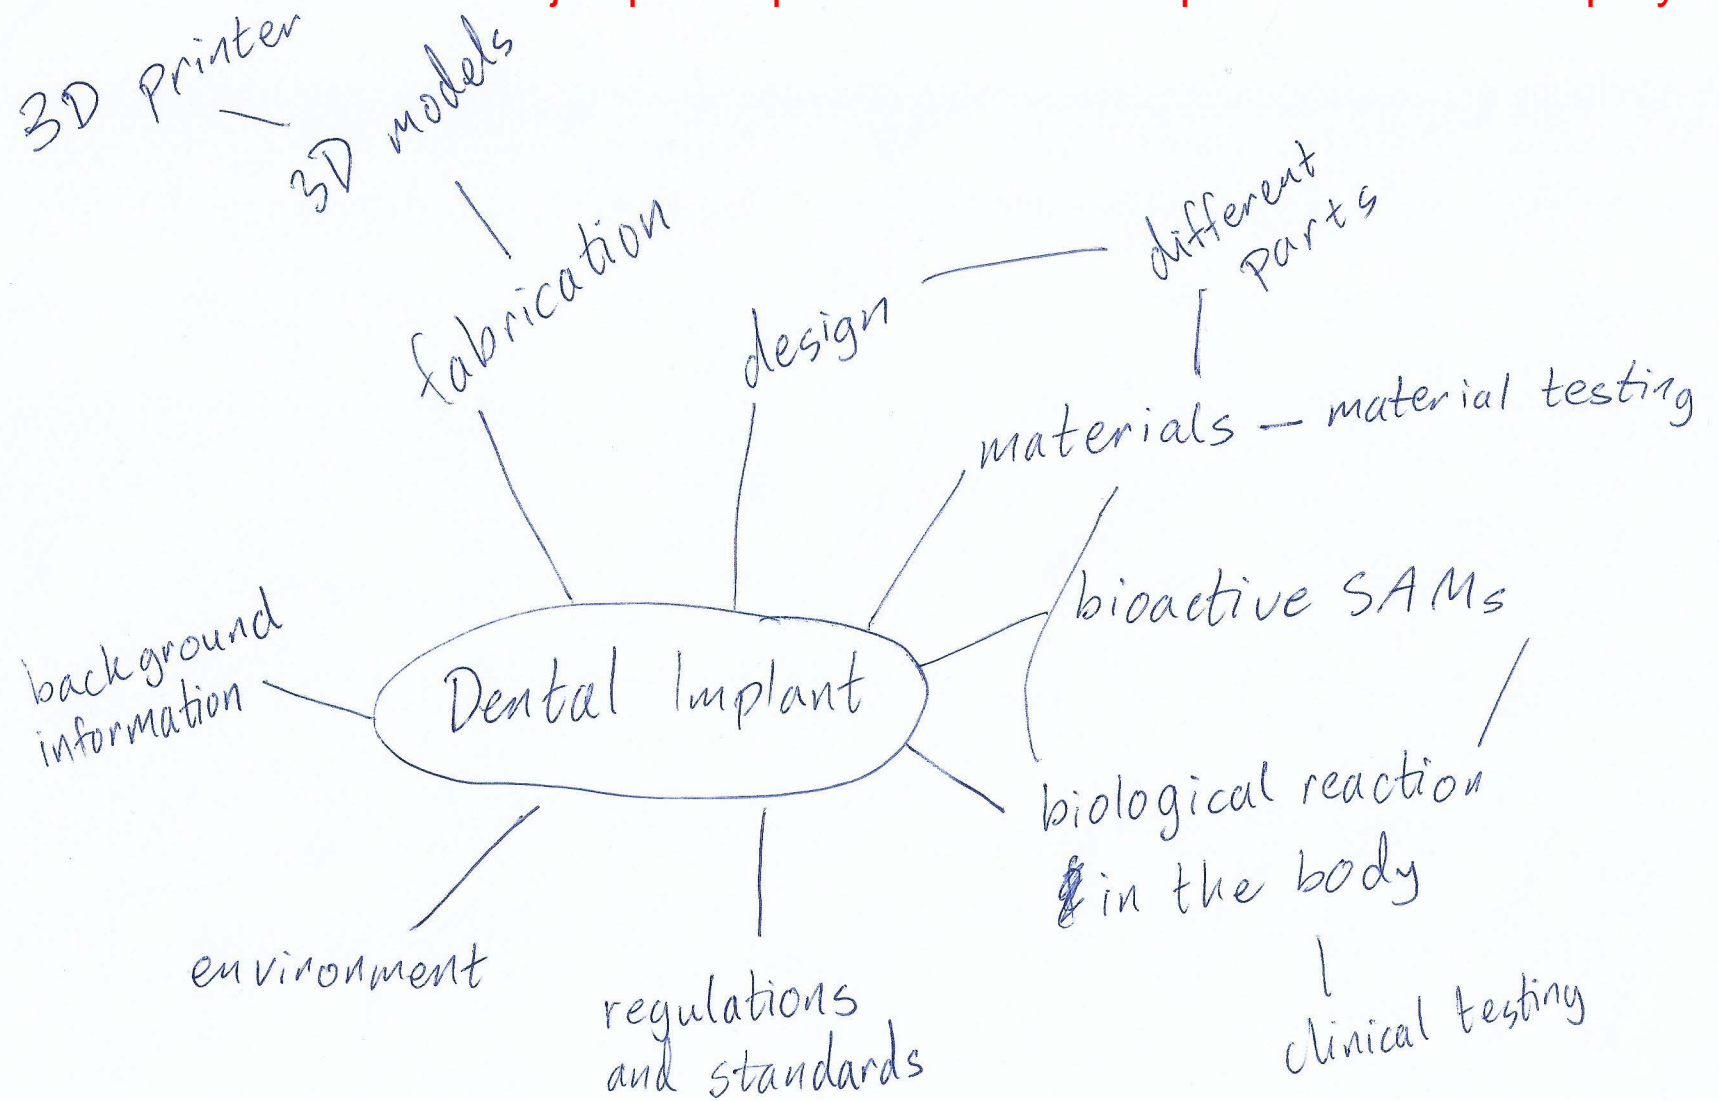 3D printer
3D models
fabrication
design
different
parts
materials – material testing
bioactive SAMs
background
information
Dental Implant
biological reaction
in the body
environment
regulations
and standards
clinical testing